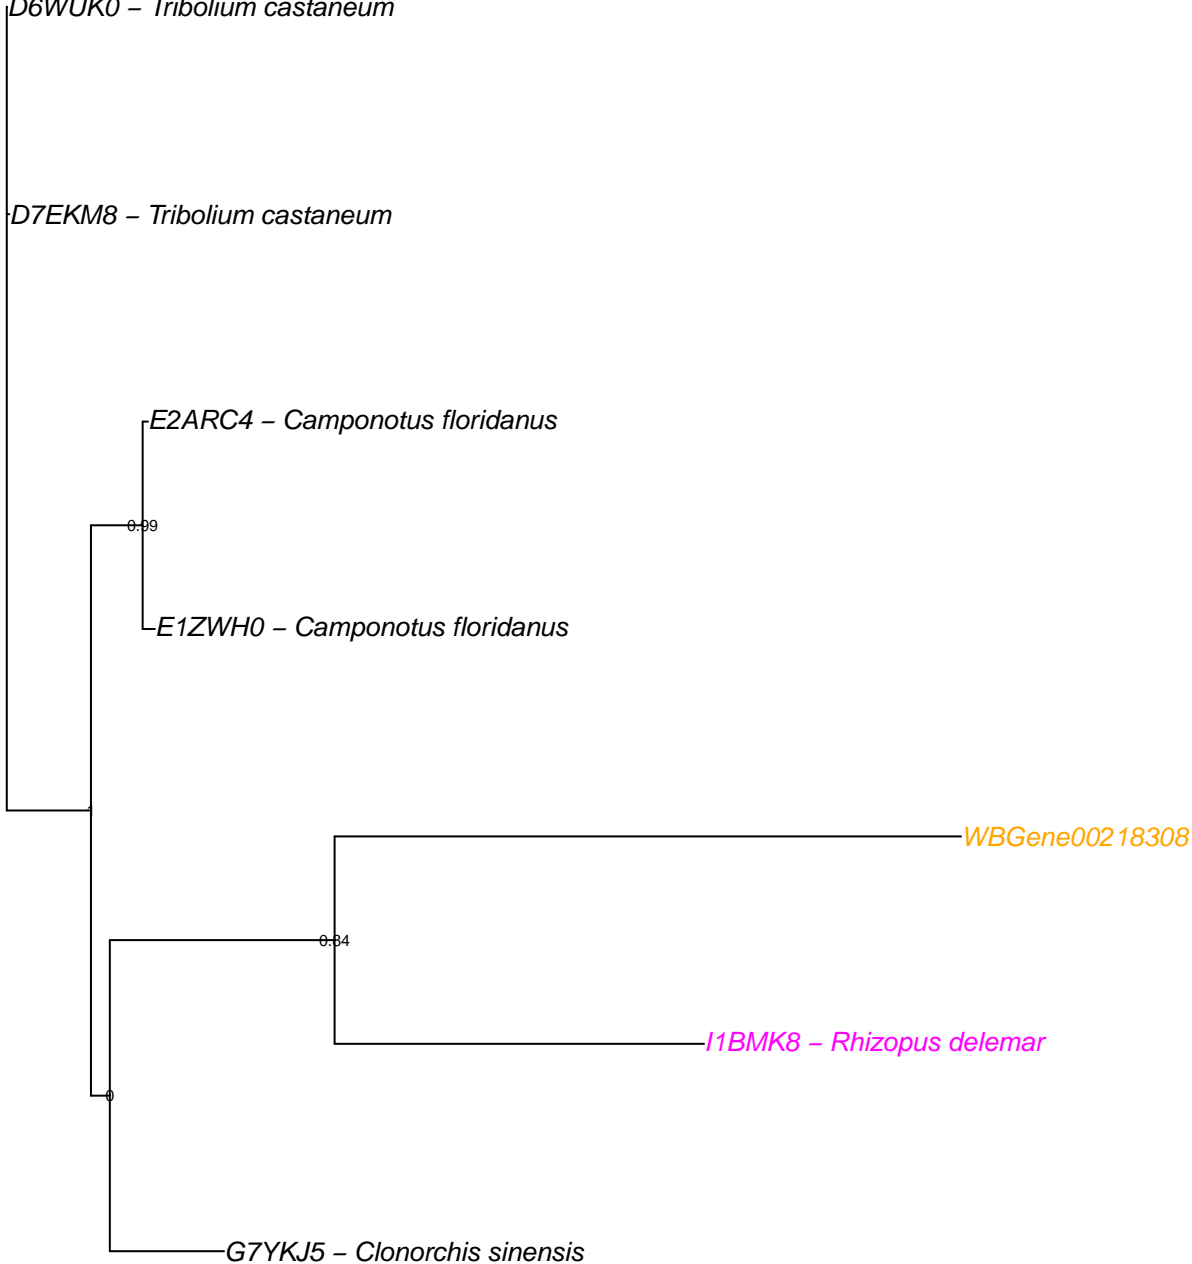 D6WUK0 – Tribolium castaneum
D7EKM8 – Tribolium castaneum
E2ARC4 – Camponotus floridanus
0.99
E1ZWH0 – Camponotus floridanus
1
WBGene00218308
0.84
I1BMK8 – Rhizopus delemar
0
G7YKJ5 – Clonorchis sinensis